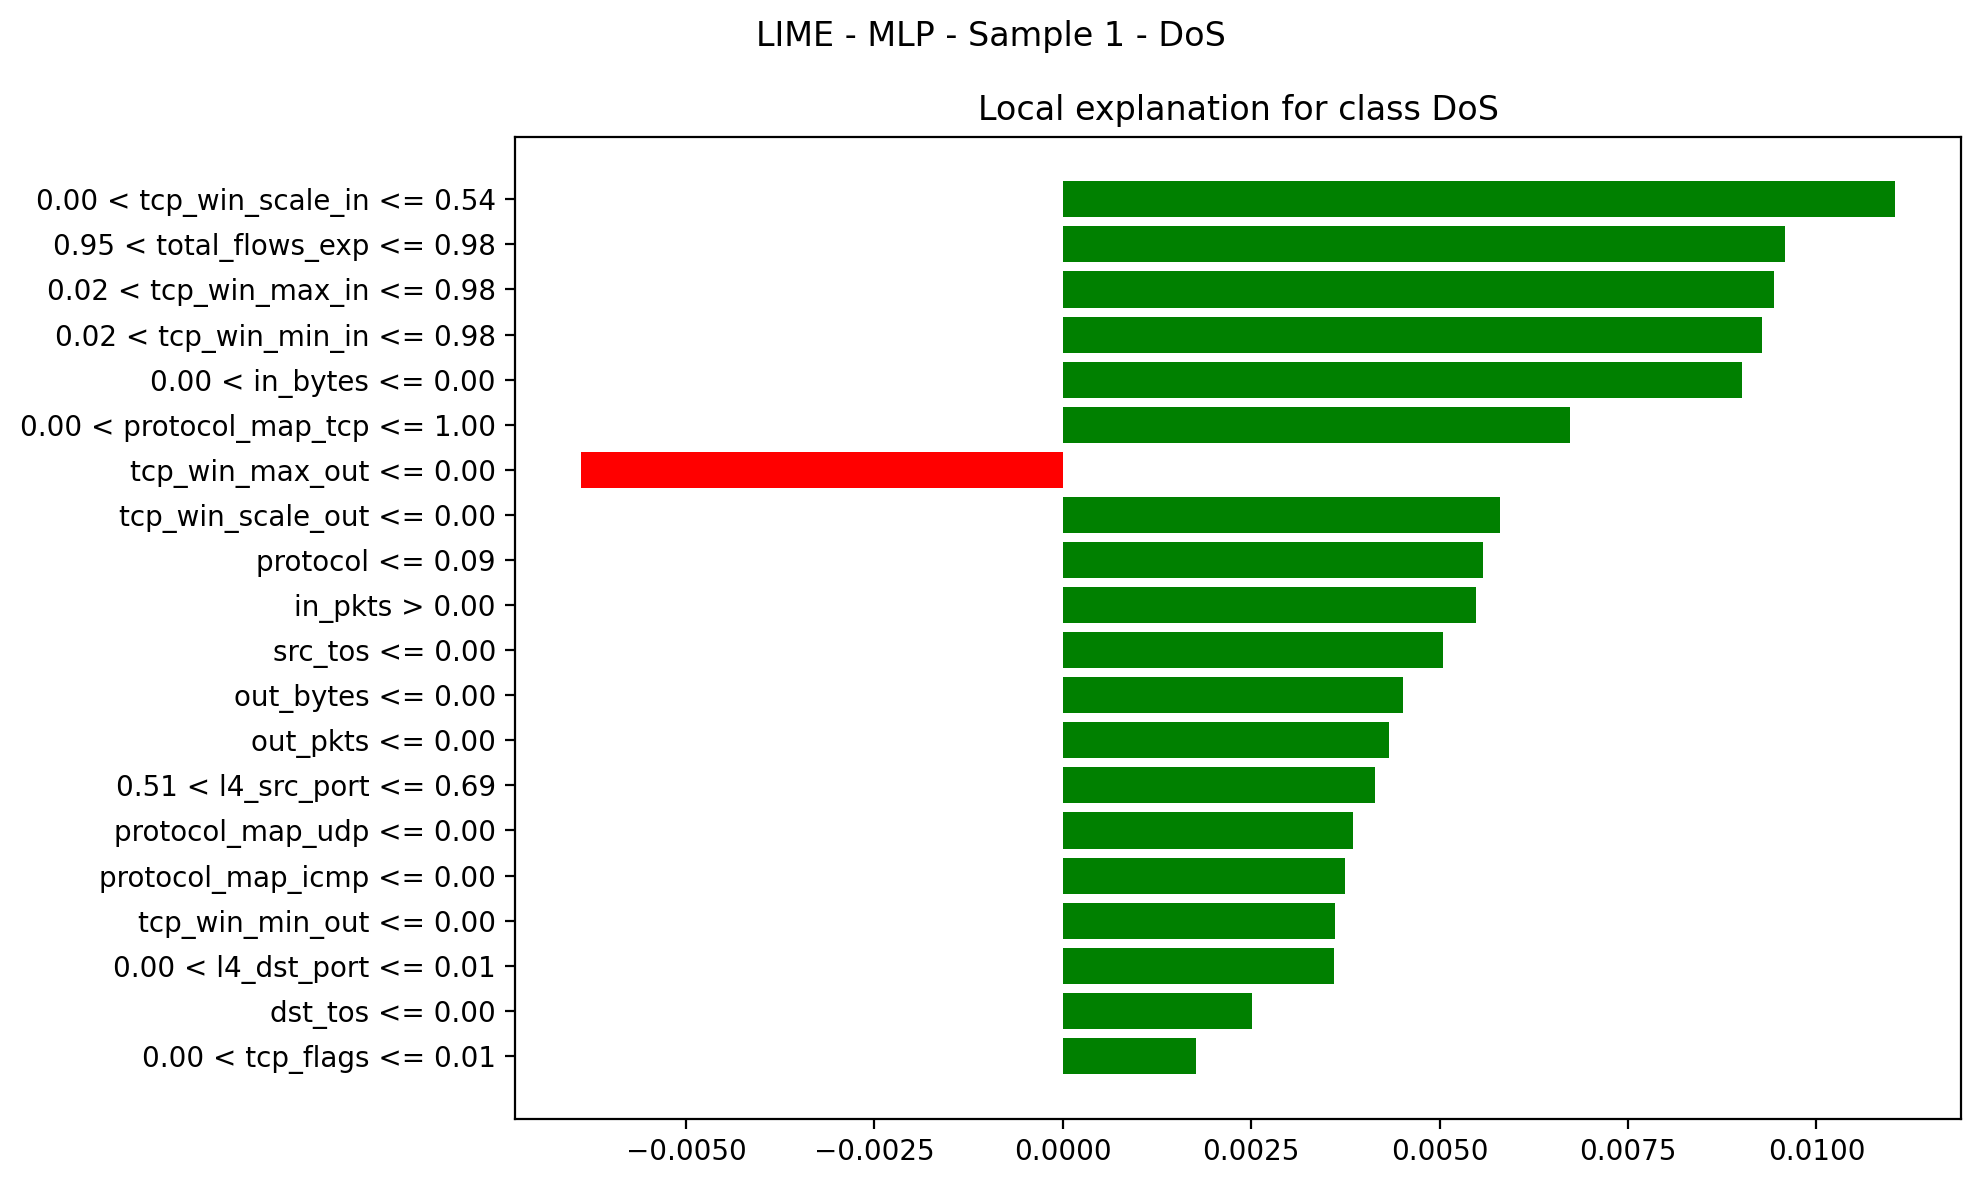 LIME - MLP - Sample 1 - DoS
Local explanation for class DoS
0.00 < tcp_win_scale_in <= 0.54
0.95 < total_flows_exp <= 0.98
0.02 < tcp_win_max_in <= 0.98
0.02 < tcp_win_min_in <= 0.98
0.00 < in_bytes <= 0.00
0.00 < protocol_map_tcp <= 1.00
tcp_win_max_out <= 0.00
tcp_win_scale_out <= 0.00
protocol <= 0.09
in_pkts > 0.00
src_tos <= 0.00
out_bytes <= 0.00
out_pkts <= 0.00
0.51 < l4_src_port <= 0.69
protocol_map_udp <= 0.00
protocol_map_icmp <= 0.00
tcp_win_min_out <= 0.00
0.00 < l4_dst_port <= 0.01
dst_tos <= 0.00
0.00 < tcp_flags <= 0.01
−0.0050 −0.0025 0.0000 0.0025 0.0050 0.0075 0.0100